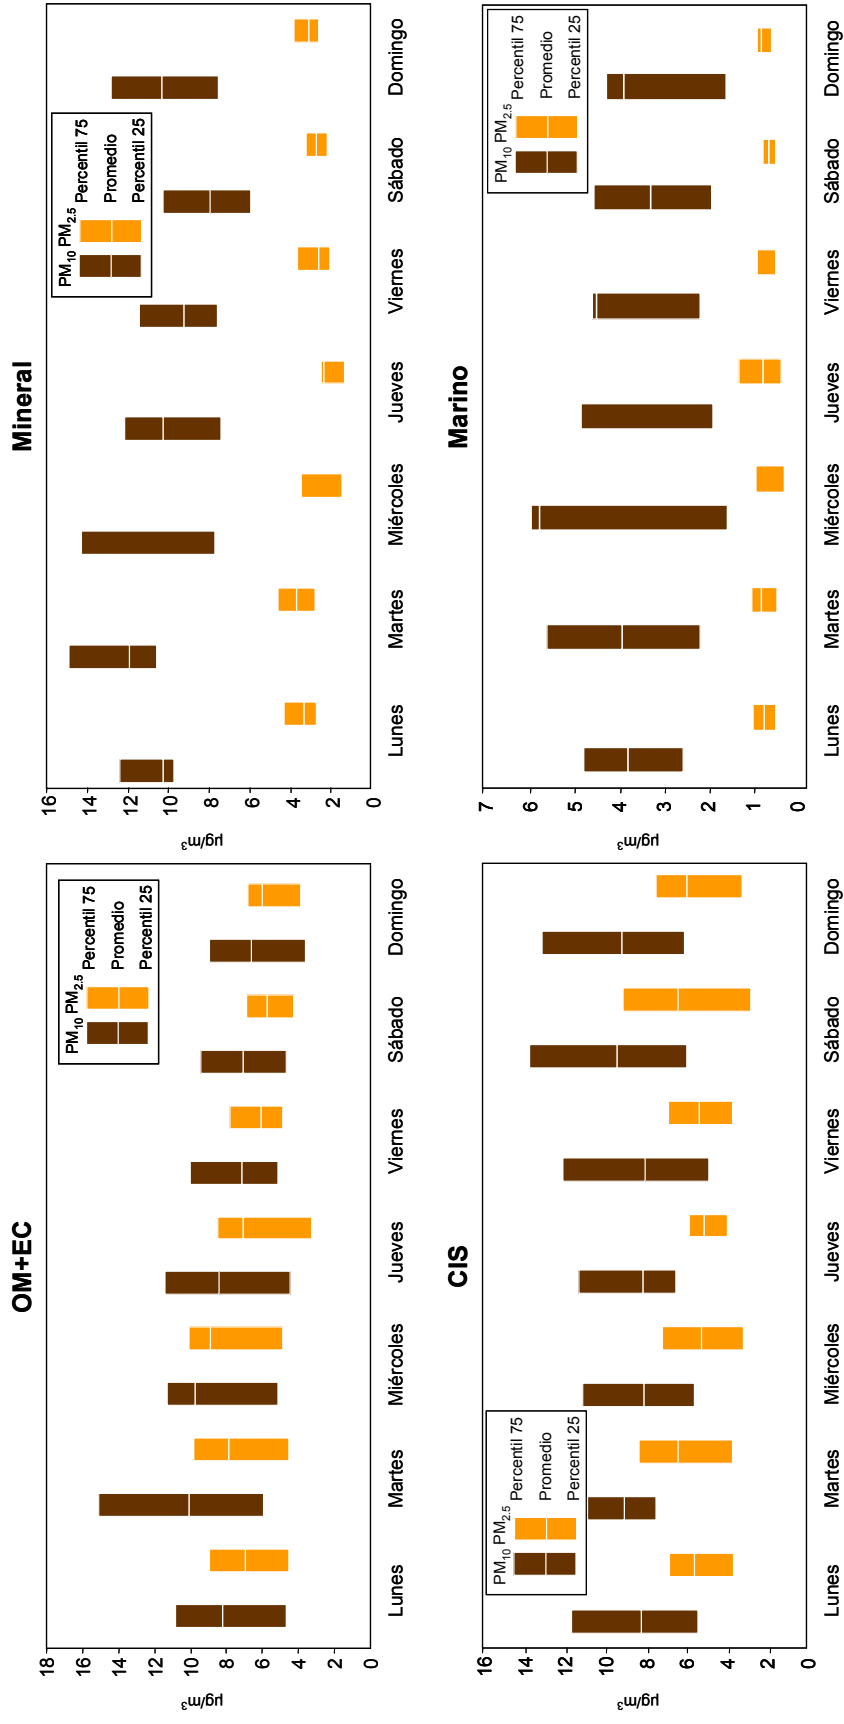 OM+EC
µg/m³
18
16
14
12
10
8
6
4
2
0
PM₁₀ PM₂.₅
Percentil 75
Promedio
Percentil 25
Lunes Martes Miércoles Jueves Viernes Sábado Domingo
Mineral
µg/m³
16
14
12
10
8
6
4
2
0
PM₁₀ PM₂.₅
Percentil 75
Promedio
Percentil 25
Lunes Martes Miércoles Jueves Viernes Sábado Domingo
CIS
µg/m³
16
14
12
10
8
6
4
2
0
PM₁₀ PM₂.₅
Percentil 75
Promedio
Percentil 25
Lunes Martes Miércoles Jueves Viernes Sábado Domingo
Marino
µg/m³
7
6
5
4
3
2
1
0
PM₁₀ PM₂.₅
Percentil 75
Promedio
Percentil 25
Lunes Martes Miércoles Jueves Viernes Sábado Domingo